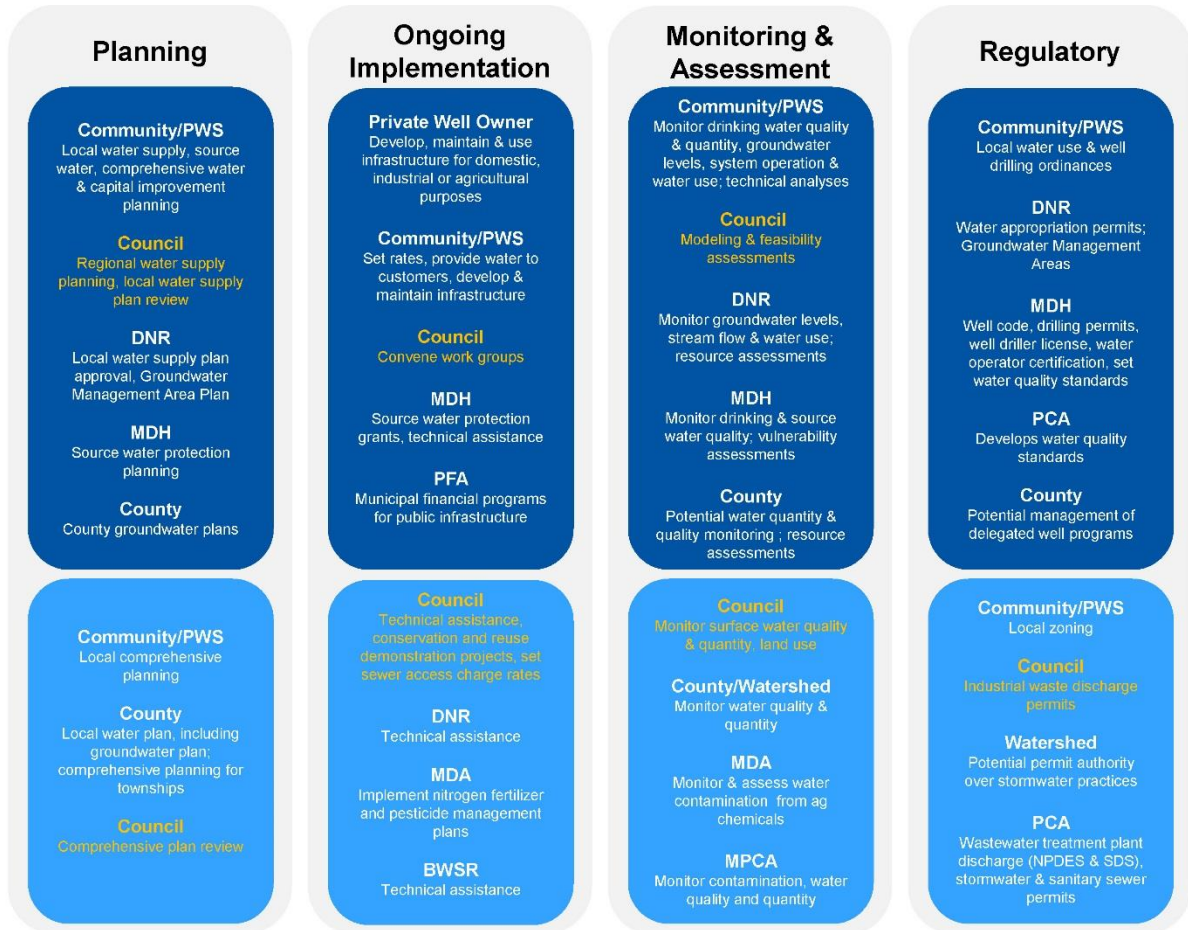 Planning
Community/PWS
Local water supply, source
water, comprehensive water
& capital improvement
planning
Council
Regional water supply
planning, local water supply
plan review
DNR
Local water supply plan
approval, Groundwater
Management Area Plan
MDH
Source water protection
planning
County
County groundwater plans
Community/PWS
Local comprehensive
planning
County
Local water plan, including
groundwater plan;
comprehensive planning for
townships
Council
Comprehensive plan review
Ongoing
Implementation
Private Well Owner
Develop, maintain & use
infrastructure for domestic,
industrial or agricultural
purposes
Community/PWS
Set rates, provide water to
customers, develop &
maintain infrastructure
Council
Convene work groups
MDH
Source water protection
grants, technical assistance
PFA
Municipal financial programs
for public infrastructure
Council
Technical assistance,
conservation and reuse
demonstration projects, set
sewer access charge rates
DNR
Technical assistance
MDA
Implement nitrogen fertilizer
and pesticide management
plans
BWSR
Technical assistance
Monitoring &
Assessment
Community/PWS
Monitor drinking water quality
& quantity, groundwater
levels, system operation &
water use; technical analyses
Council
Modeling & feasibility
assessments
DNR
Monitor groundwater levels,
stream flow & water use;
resource assessments
MDH
Monitor drinking & source
water quality; vulnerability
assessments
County
Potential water quantity &
quality monitoring ; resource
assessments
Council
Monitor surface water quality
& quantity, land use
County/Watershed
Monitor water quality &
quantity
MDA
Monitor & assess water
contamination from ag
chemicals
MPCA
Monitor contamination, water
quality and quantity
Regulatory
Community/PWS
Local water use & well
drilling ordinances
DNR
Water appropriation permits;
Groundwater Management
Areas
MDH
Well code, drilling permits,
well driller license, water
operator certification, set
water quality standards
PCA
Develops water quality
standards
County
Potential management of
delegated well programs
Community/PWS
Local zoning
Council
Industrial waste discharge
permits
Watershed
Potential permit authority
over stormwater practices
PCA
Wastewater treatment plant
discharge (NPDES & SDS),
stormwater & sanitary sewer
permits